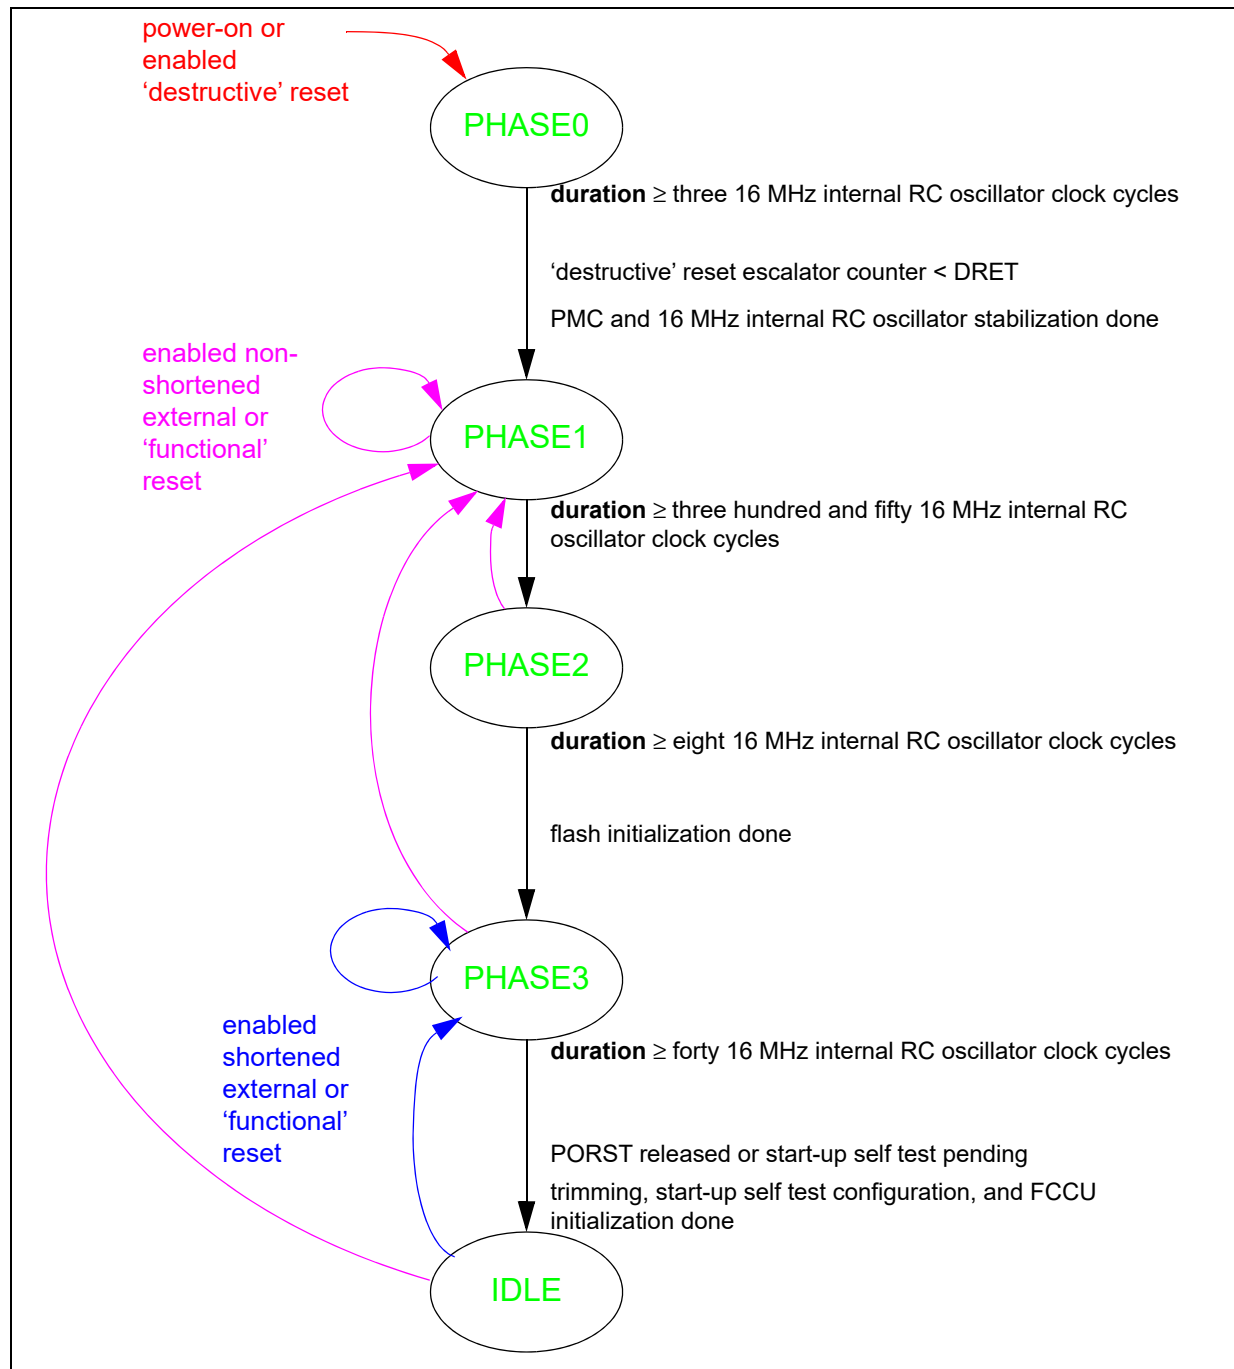 power-on or
enabled
‘destructive’ reset
PHASE0
duration ≥ three 16 MHz internal RC oscillator clock cycles
‘destructive’ reset escalator counter < DRET
PMC and 16 MHz internal RC oscillator stabilization done
enabled non-
shortened
external or
‘functional’
reset
PHASE1
duration ≥ three hundred and fifty 16 MHz internal RC
oscillator clock cycles
PHASE2
duration ≥ eight 16 MHz internal RC oscillator clock cycles
flash initialization done
PHASE3
enabled
shortened
external or
‘functional’
reset
duration ≥ forty 16 MHz internal RC oscillator clock cycles
PORST released or start-up self test pending
trimming, start-up self test configuration, and FCCU
initialization done
IDLE